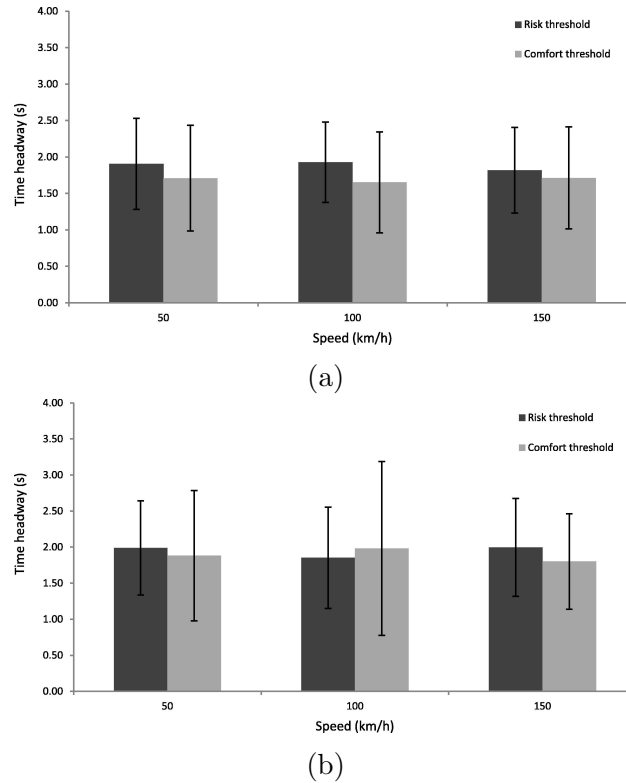 4.00
Risk threshold
3.50
Comfort threshold
3.00
2.50
2.00
1.50
1.00
0.50
0.00
Time headway (s)
50 100 150
Speed (km/h)
(a)
4.00
Risk threshold
3.50
Comfort threshold
3.00
2.50
2.00
1.50
1.00
0.50
0.00
Time headway (s)
50 100 150
Speed (km/h)
(b)